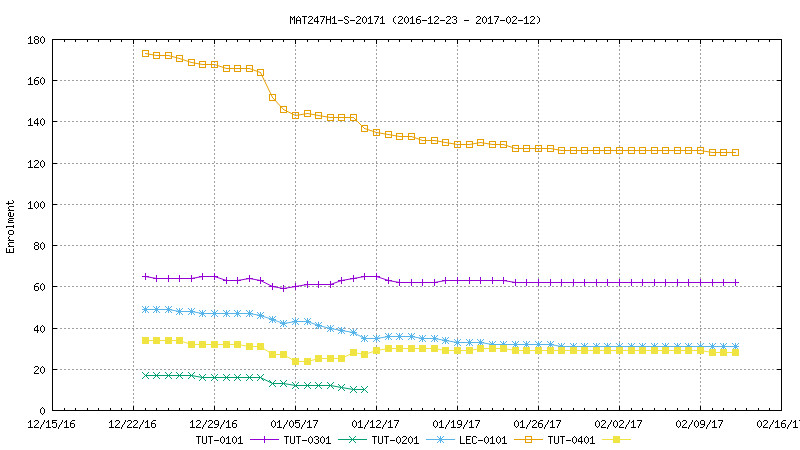 MAT247H1-S-20171 (2016-12-23 - 2017-02-12)
180
160
140
120
100
80
60
40
20
0
Enrolment
12/15/16 12/22/16 12/29/16 01/05/17 01/12/17 01/19/17 01/26/17 02/02/17 02/09/17 02/16/1
TUT-0101 TUT-0301 TUT-0201 LEC-0101 TUT-0401